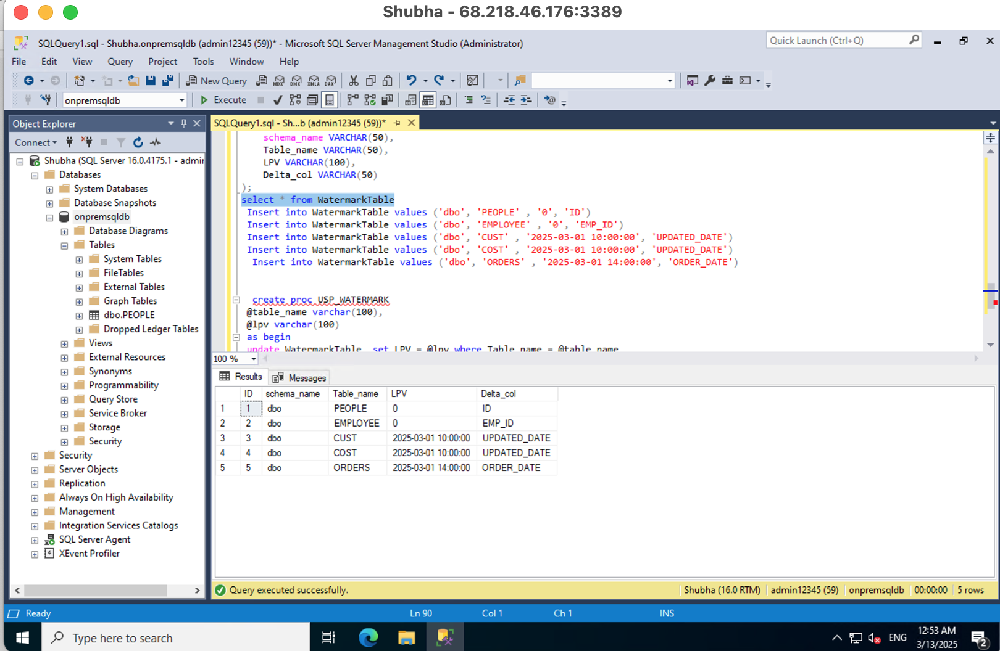 Shubha - 68.218.46.176:3389
SQLQuery1.sql - Shubha.onpremsqldb (admin12345 (59))* - Microsoft SQL Server Management Studio (Administrator)
Quick Launch (Ctrl+Q)
File Edit View Query Project Tools Window Help
New Query MDX DMX XMLA DAX
onpremsqldb Execute
Object Explorer
Connect
Shubha (SQL Server 16.0.4175.1 - admir
Databases
System Databases
Database Snapshots
onpremsqldb
Database Diagrams
Tables
System Tables
FileTables
External Tables
Graph Tables
dbo.PEOPLE
Dropped Ledger Tables
Views
External Resources
Synonyms
Programmability
Query Store
Service Broker
Storage
Security
Security
Server Objects
Replication
Always On High Availability
Management
Integration Services Catalogs
SQL Server Agent
XEvent Profiler
SQLQuery1.sql - Sh...b (admin12345 (59))*
schema_name VARCHAR(50),
Table_name VARCHAR(50),
LPV VARCHAR(100),
Delta_col VARCHAR(50)
);
select * from WatermarkTable
Insert into WatermarkTable values ('dbo', 'PEOPLE' , '0', 'ID')
Insert into WatermarkTable values ('dbo', 'EMPLOYEE' , '0', 'EMP_ID')
Insert into WatermarkTable values ('dbo', 'CUST' , '2025-03-01 10:00:00', 'UPDATED_DATE')
Insert into WatermarkTable values ('dbo', 'COST' , '2025-03-01 10:00:00', 'UPDATED_DATE')
Insert into WatermarkTable values ('dbo', 'ORDERS' , '2025-03-01 14:00:00', 'ORDER_DATE')
create proc USP_WATERMARK
@table_name varchar(100),
@lpv varchar(100)
as begin
update WatermarkTable set LPV = @lpv where Table_name = @table_name
100 %
Results Messages
ID schema_name Table_name LPV Delta_col
1 1 dbo PEOPLE 0 ID
2 2 dbo EMPLOYEE 0 EMP_ID
3 3 dbo CUST 2025-03-01 10:00:00 UPDATED_DATE
4 4 dbo COST 2025-03-01 10:00:00 UPDATED_DATE
5 5 dbo ORDERS 2025-03-01 14:00:00 ORDER_DATE
Query executed successfully. Shubha (16.0 RTM) admin12345 (59) onpremsqldb 00:00:00 5 rows
Ready Ln 90 Col 1 Ch 1 INS
Type here to search
ENG
12:53 AM
3/13/2025
2